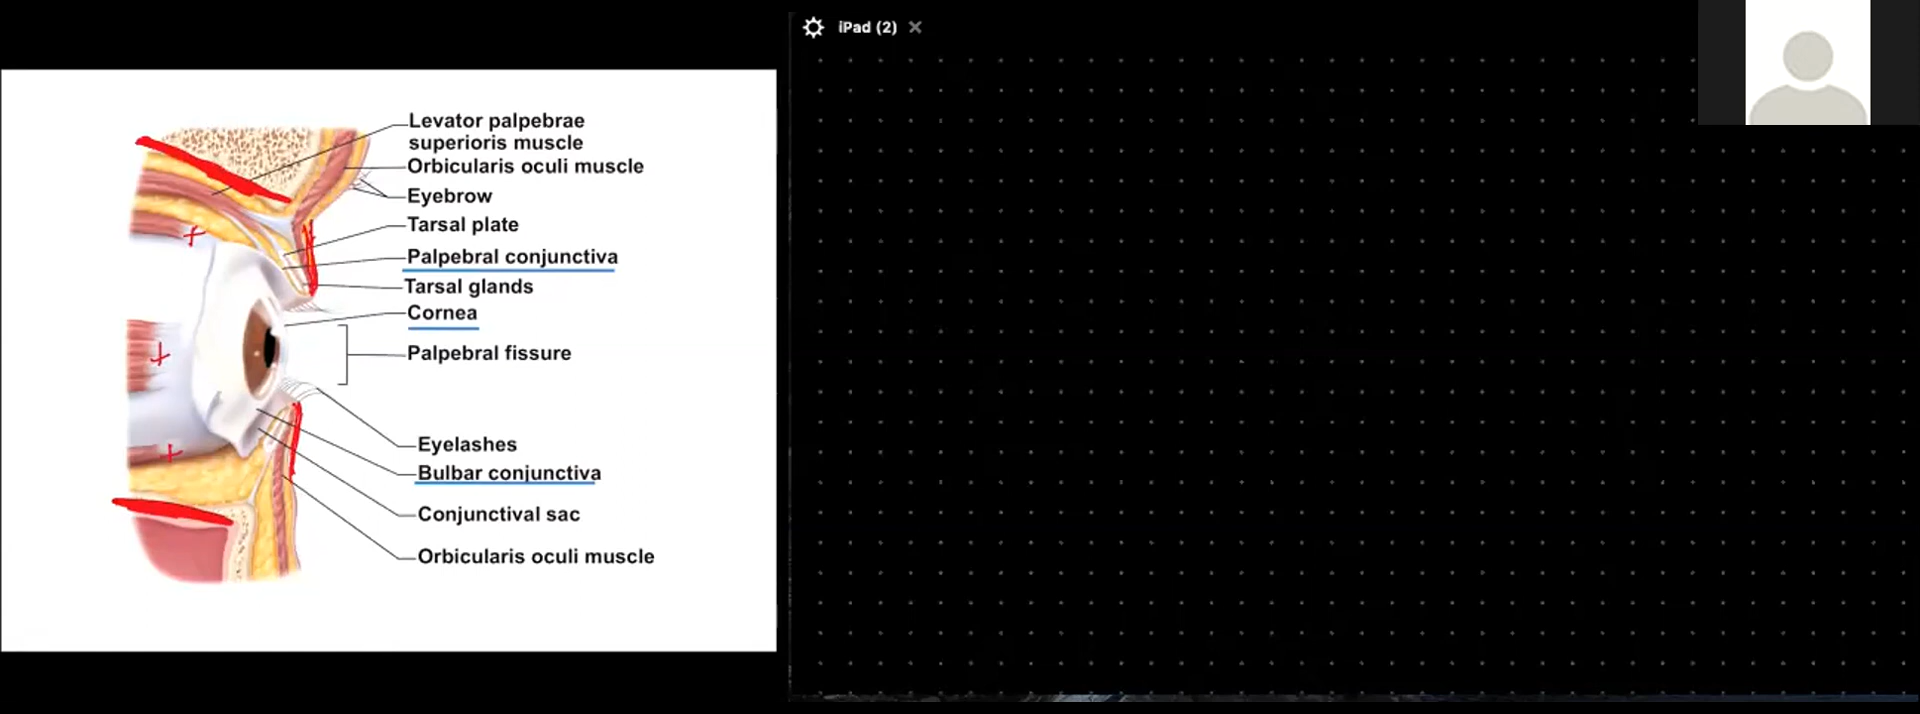 Levator palpebrae
superioris muscle
Orbicularis oculi muscle
Eyebrow
Tarsal plate
Palpebral conjunctiva
Tarsal glands
Cornea
Palpebral fissure
Eyelashes
Bulbar conjunctiva
Conjunctival sac
Orbicularis oculi muscle
iPad (2)